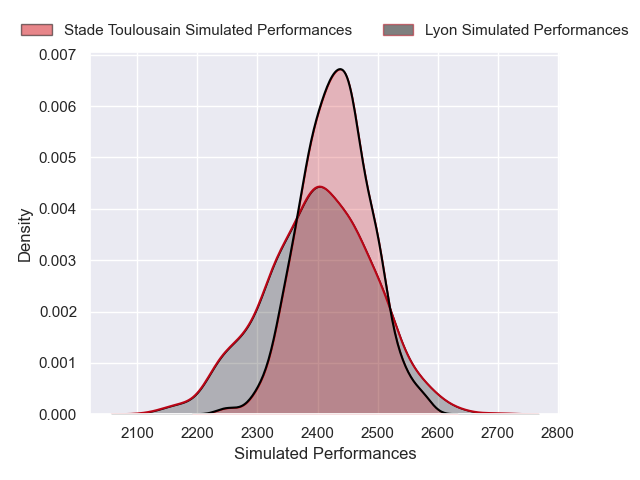 Stade Toulousain Simulated Performances
Lyon Simulated Performances
0.007
0.006
0.005
0.004
0.003
0.002
0.001
0.000
Density
2100 2200 2300 2400 2500 2600 2700 2800
Simulated Performances